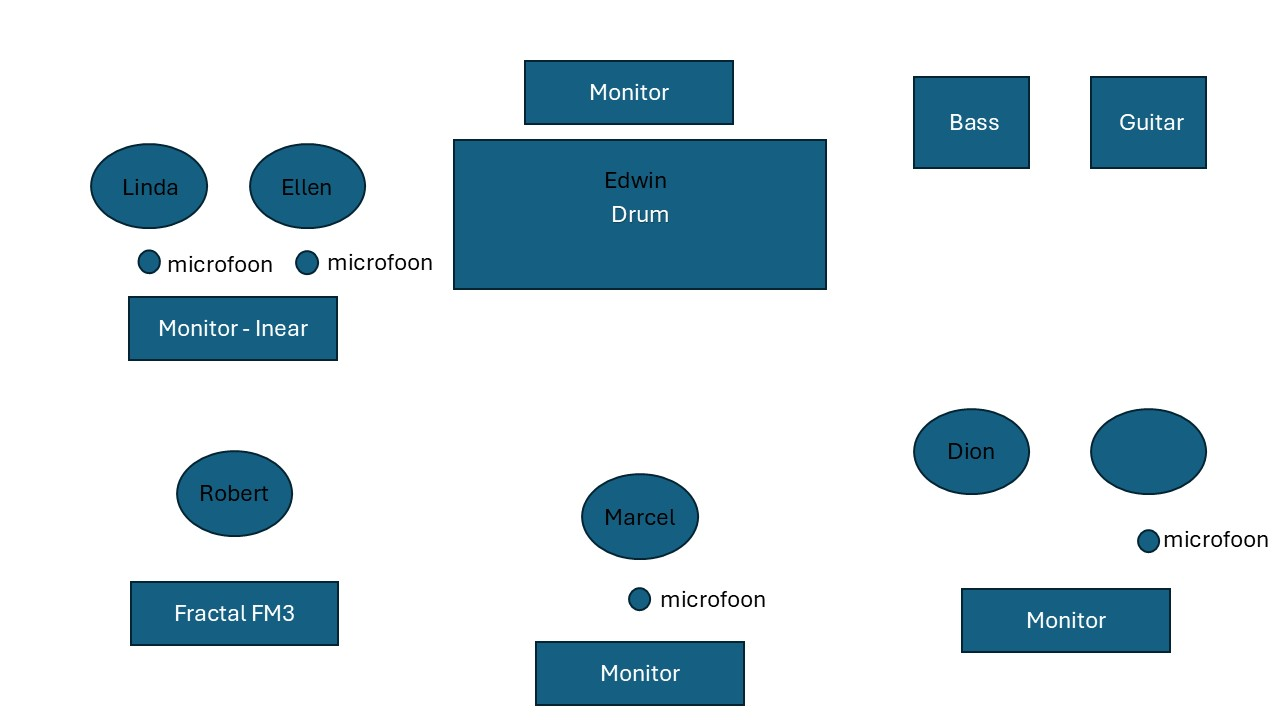 Monitor
Bass
Guitar
Linda
Ellen
Edwin
Drum
microfoon
microfoon
Monitor - Inear
Robert
Marcel
Dion
microfoon
Fractal FM3
microfoon
Monitor
Monitor